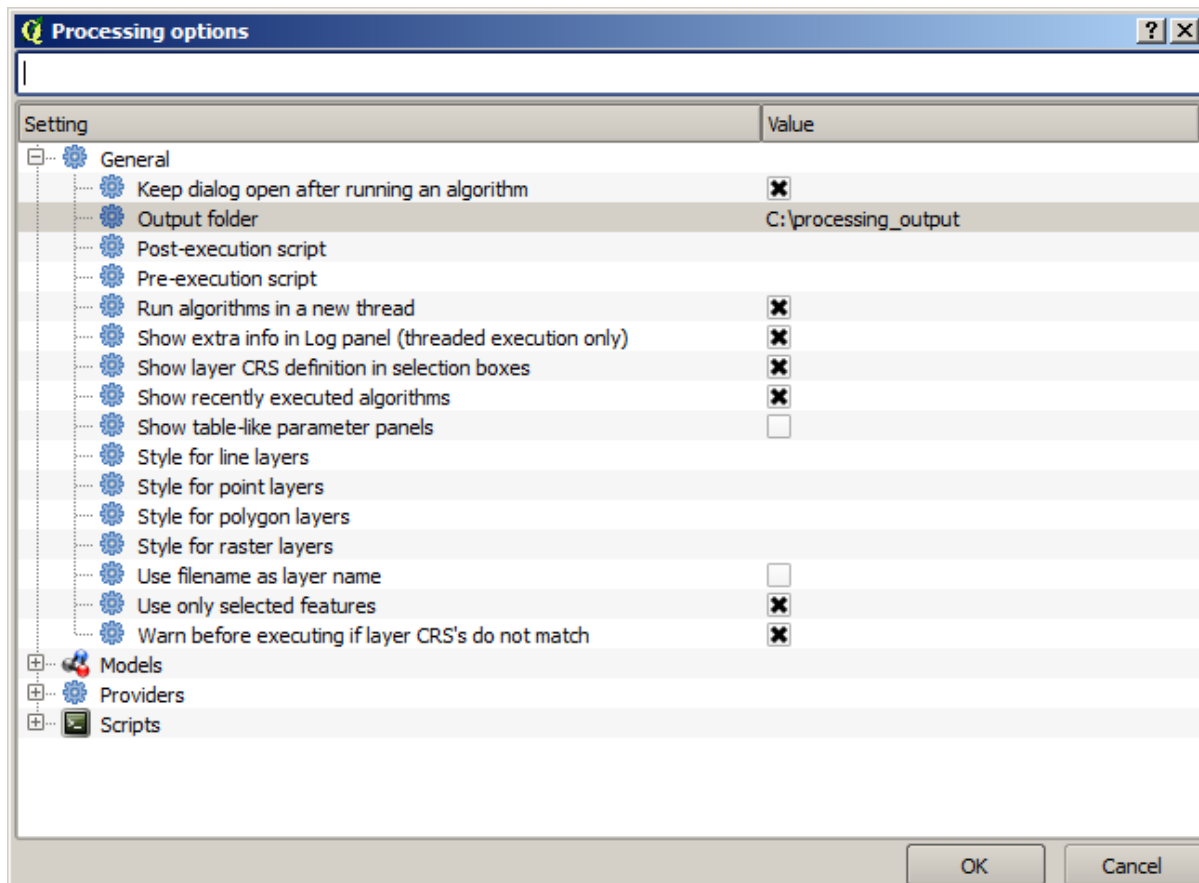 Processing options
Setting Value
General
Keep dialog open after running an algorithm
Output folder C:\processing_output
Post-execution script
Pre-execution script
Run algorithms in a new thread
Show extra info in Log panel (threaded execution only)
Show layer CRS definition in selection boxes
Show recently executed algorithms
Show table-like parameter panels
Style for line layers
Style for point layers
Style for polygon layers
Style for raster layers
Use filename as layer name
Use only selected features
Warn before executing if layer CRS's do not match
Models
Providers
Scripts
OK Cancel